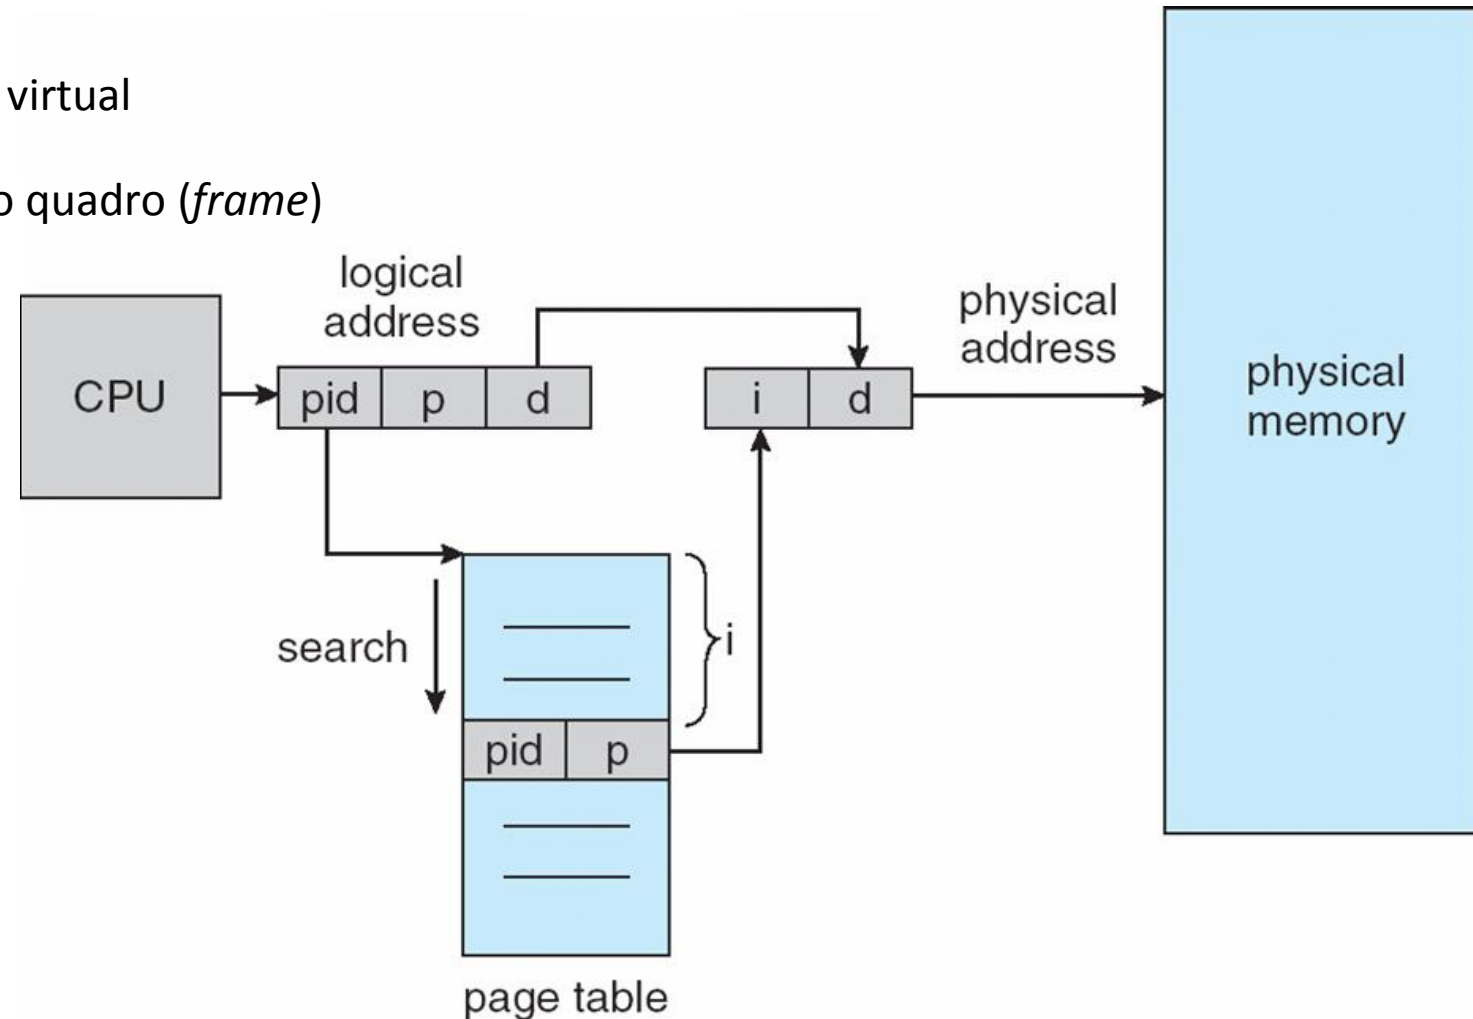 virtual
o quadro (frame)
logical
address
physical
address
CPU
pid p d
i d
physical
memory
search
i
pid p
page table